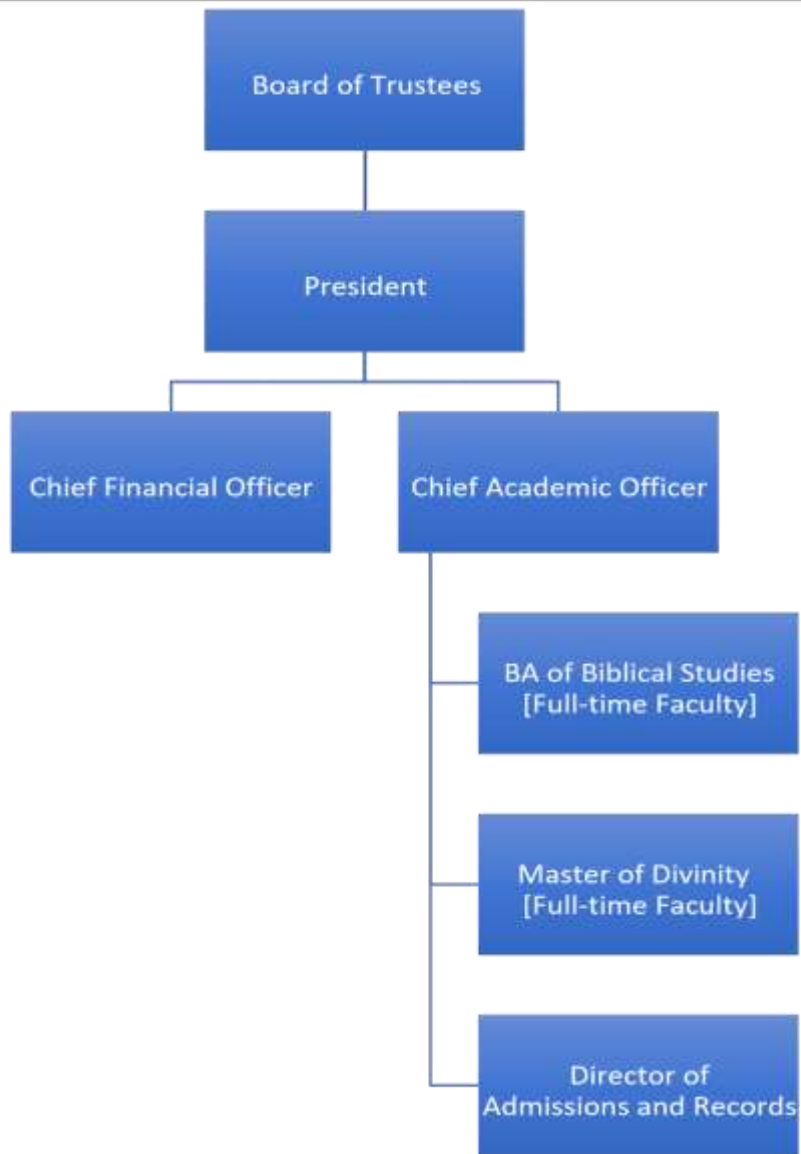 Board of Trustees
President
Chief Financial Officer
Chief Academic Officer
BA of Biblical Studies
[Full-time Faculty]
Master of Divinity
[Full-time Faculty]
Director of
Admissions and Records